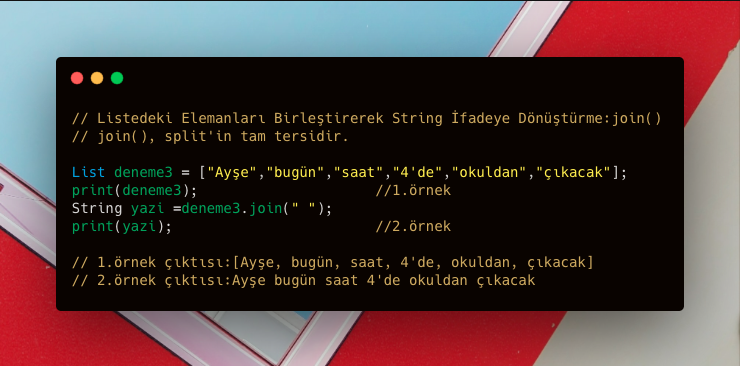 // Listedeki Elemanları Birleştirerek String İfadeye Dönüştürme:join()
// join(), split'in tam tersidir.
List deneme3 = ["Ayşe","bugün","saat","4'de","okuldan","çıkacak"];
print(deneme3); //1.örnek
String yazi =deneme3.join(" ");
print(yazi); //2.örnek
// 1.örnek çıktısı:[Ayşe, bugün, saat, 4'de, okuldan, çıkacak]
// 2.örnek çıktısı:Ayşe bugün saat 4'de okuldan çıkacak